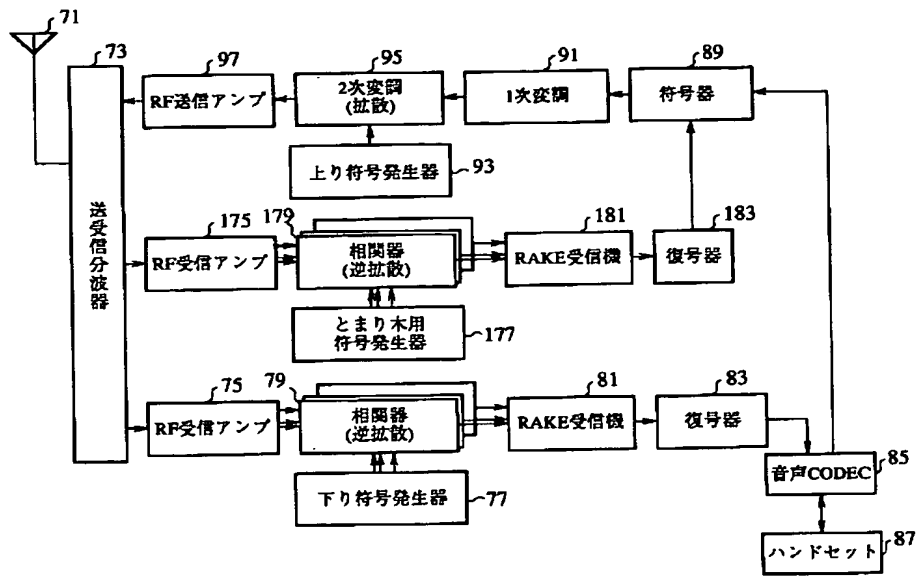 71
73
97
RF送信アンプ
95
2次変調
(拡散)
91
1次変調
89
符号器
上り符号発生器
93
送受信分波器
175
RF受信アンプ
179
相関器
(逆拡散)
181
RAKE受信機
183
復号器
とまり木用
符号発生器
177
75
RF受信アンプ
79
相関器
(逆拡散)
81
RAKE受信機
83
復号器
下り符号発生器
77
音声CODEC
85
ハンドセット
87